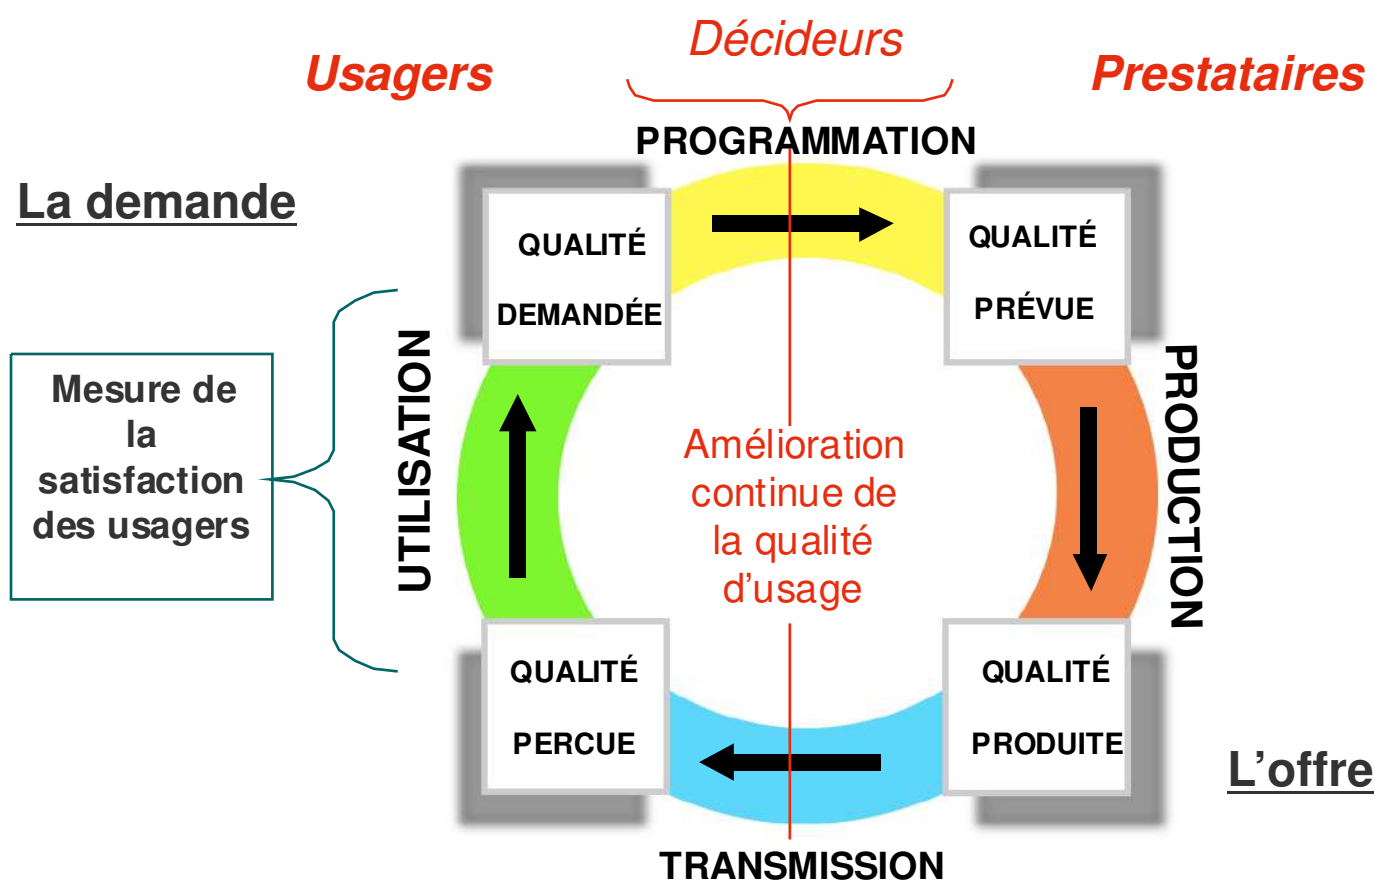 Décideurs
Usagers
Prestataires
PROGRAMMATION
La demande
QUALITÉ
DEMANDÉE
QUALITÉ
PRÉVUE
UTILISATION
PRODUCTION
Mesure de
la
satisfaction
des usagers
Amélioration
continue de
la qualité
d'usage
QUALITÉ
PERCUE
QUALITÉ
PRODUITE
L'offre
TRANSMISSION